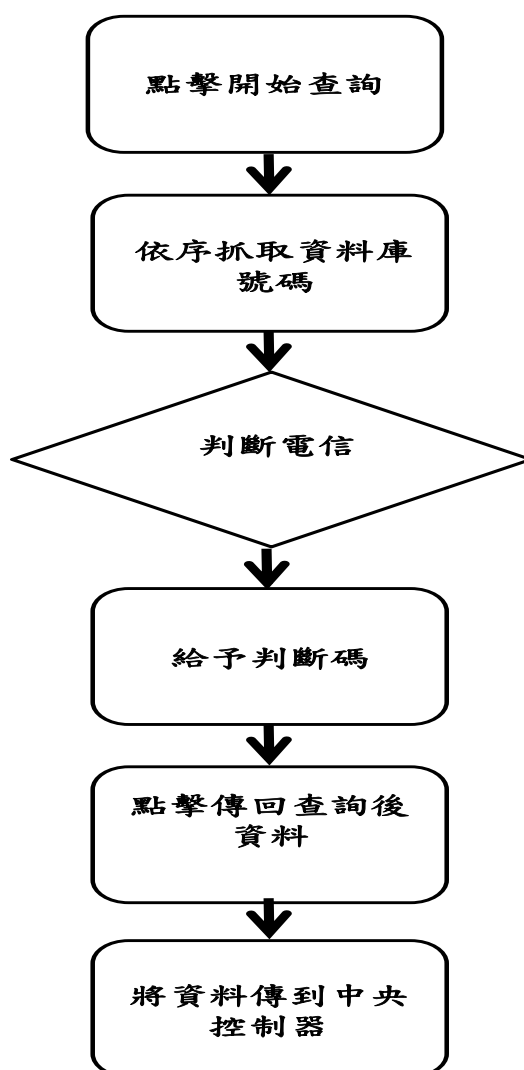 點擊開始查詢
依序抓取資料庫
號碼
判斷電信
給予判斷碼
點擊傳回查詢後
資料
將資料傳到中央
控制器